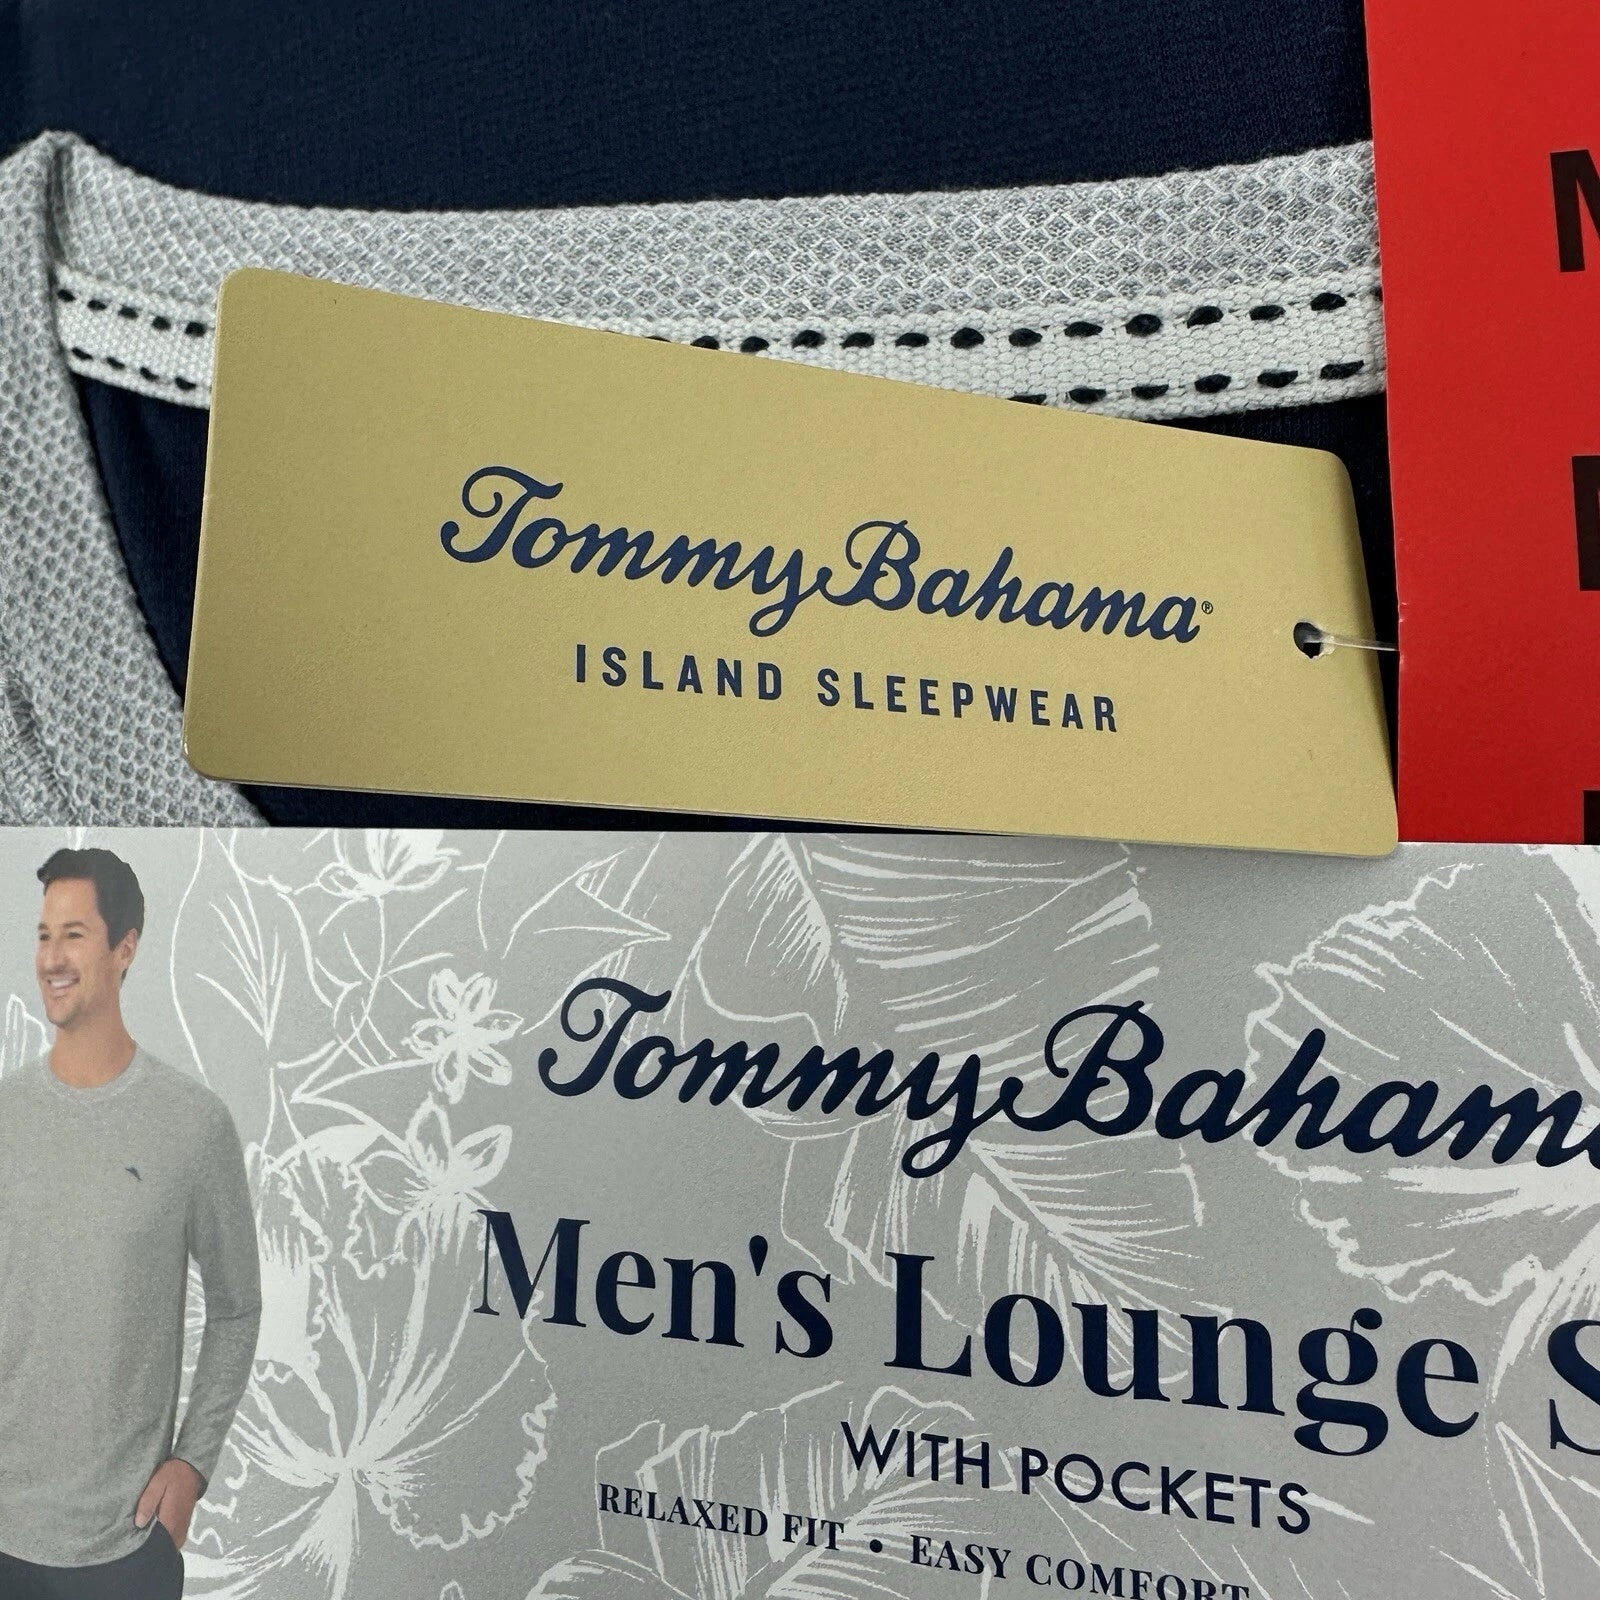 Tommy Bahama®
ISLAND SLEEPWEAR
Tommy Bahama
Men's Lounge S
WITH POCKETS
RELAXED FIT • EASY COMFORT